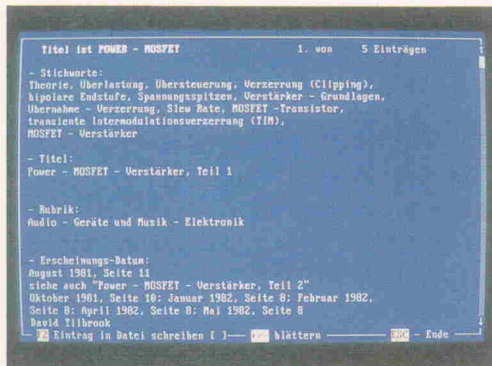 Titel ist POWER - MOSFET 1. von 5 Einträgen
- Stichworte:
Theorie, Überlastung, Übersteuerung, Verzerrung (Clipping),
bipolare Endstufe, Spannungsspitzen, Verstärker - Grundlagen,
Übernahme - Verzerrung, Slew Rate, MOSFET -Transistor,
transiente Intermodulationsverzerrung (TIM),
MOSFET - Verstärker
- Titel:
Power - MOSFET - Verstärker, Teil 1
- Rubrik:
Audio - Geräte und Musik - Elektronik
- Erscheinungs-Datum:
August 1981, Seite 11
siehe auch "Power - MOSFET - Verstärker, Teil 2"
Oktober 1981, Seite 10; Januar 1982, Seite 8; Februar 1982,
Seite 8; April 1982, Seite 8; Mai 1982, Seite 8
David Tilbrook
F2 Eintrag in Datei schreiben [ ] blättern ESC - Ende